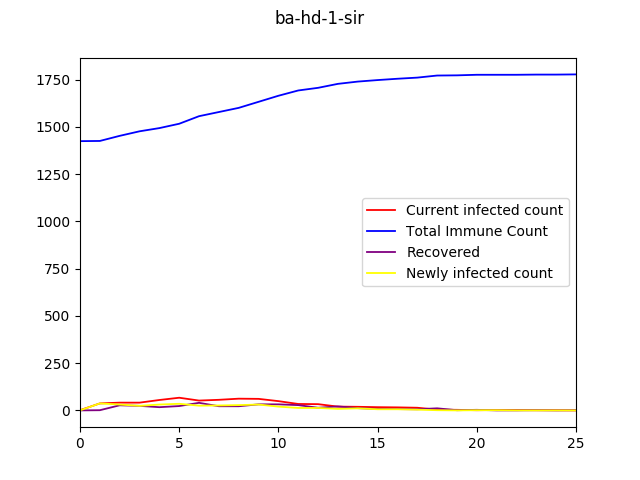 ba-hd-1-sir
1750
1500
1250
1000
750
500
250
0
Current infected count
Total Immune Count
Recovered
Newly infected count
0 5 10 15 20 25